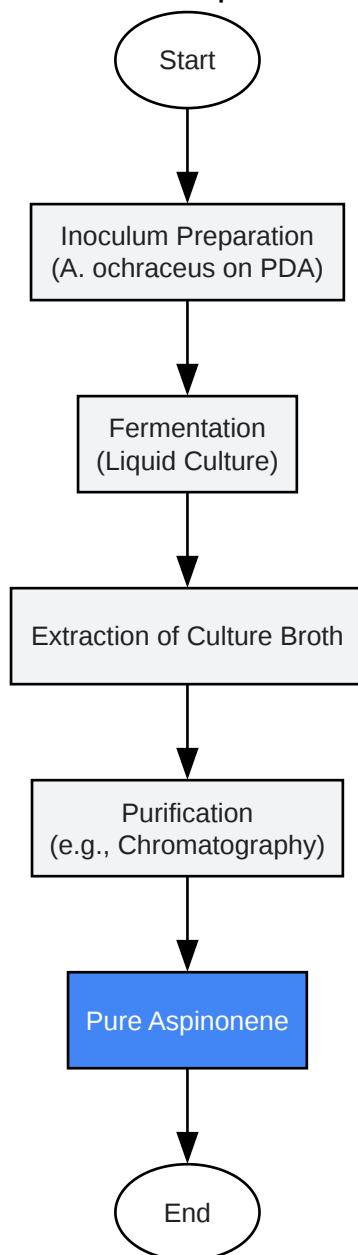 Start
Inoculum Preparation
(A. ochraceus on PDA)
Fermentation
(Liquid Culture)
Extraction of Culture Broth
Purification
(e.g., Chromatography)
Pure Aspinonene
End